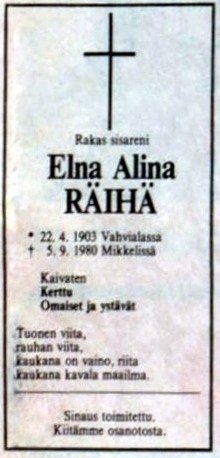 Rakas sisareni
Elna Alina
RÄIHÄ
* 22. 4. 1903 Vahvialassa
† 5. 9. 1980 Mikkelissä
Kaivaten
Kerttu
Omaiset ja ystävät
Tuonen viita,
rauhan viita,
kaukana on vaino, riita
kaukana kavala maailma.
Sinaus toimitettu.
Kiitämme osanotosta.